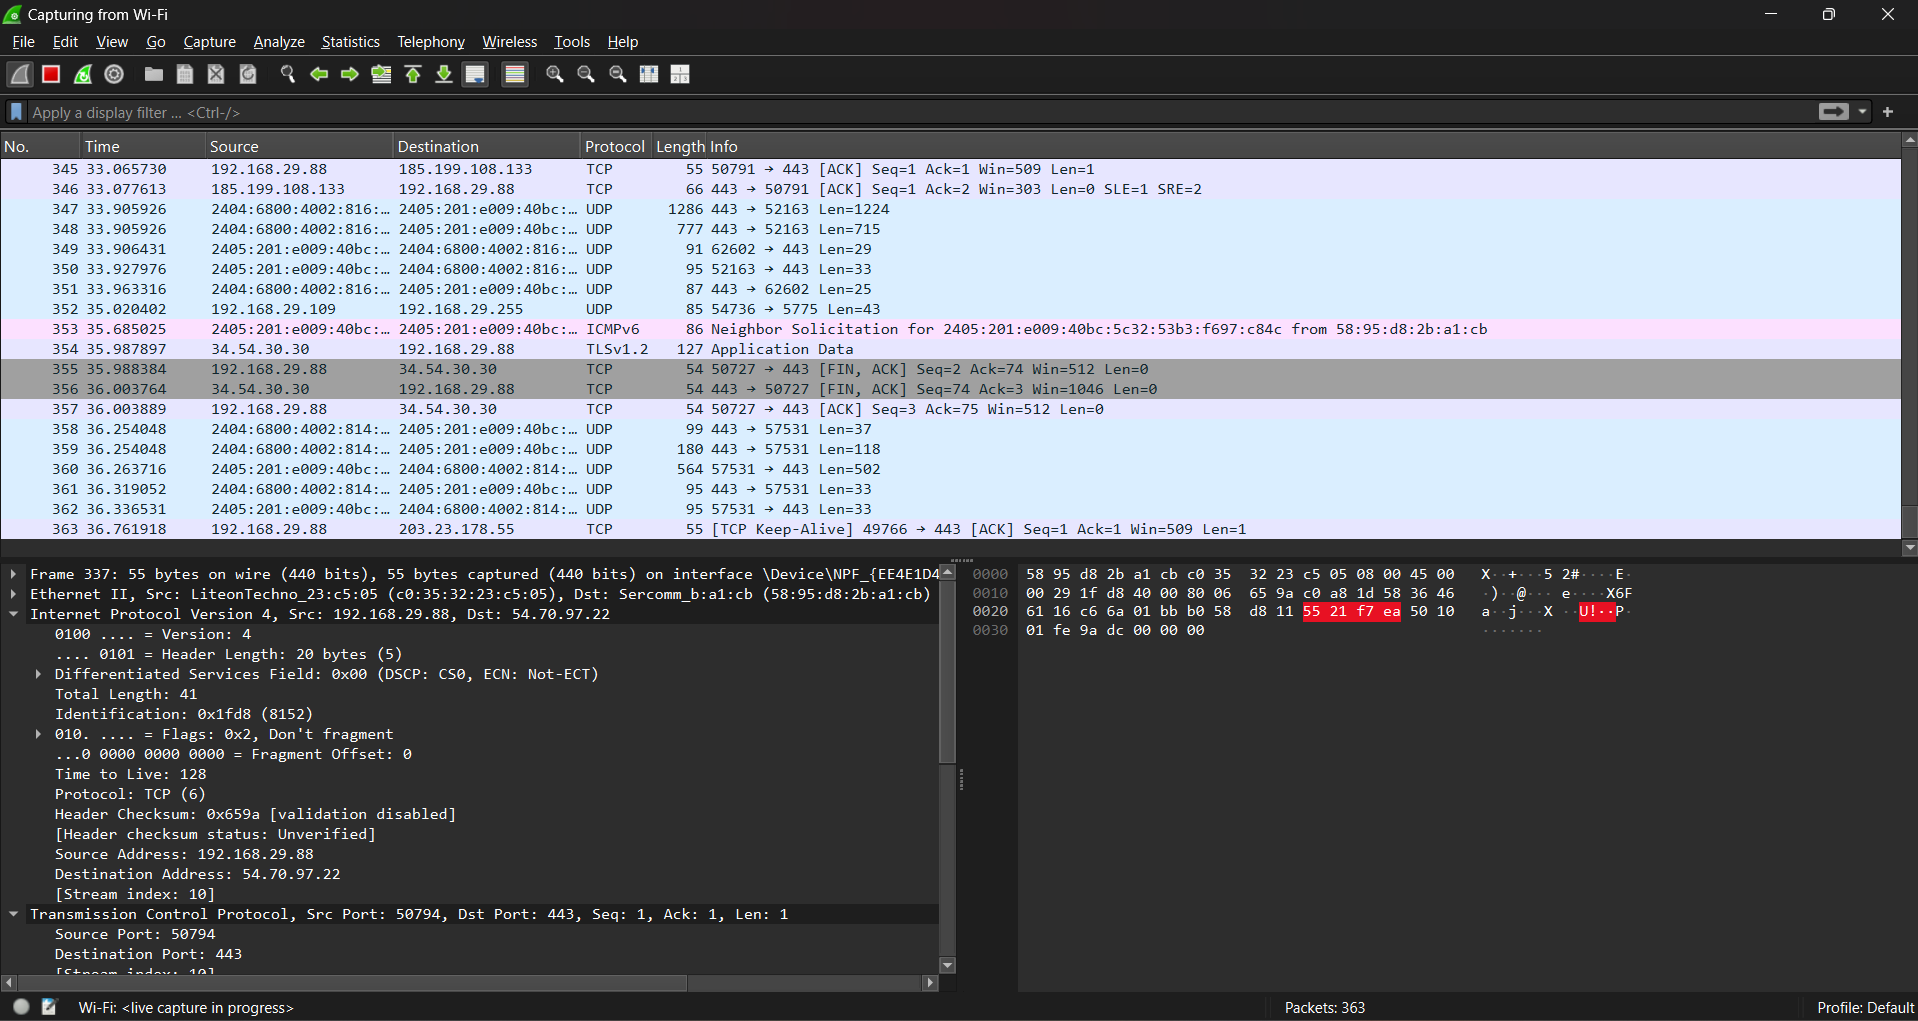 Capturing from Wi-Fi
File Edit View Go Capture Analyze Statistics Telephony Wireless Tools Help
Apply a display filter ... <Ctrl-/>
No. Time Source Destination Protocol Length Info
345 33.065730 192.168.29.88 185.199.108.133 TCP 55 50791 → 443 [ACK] Seq=1 Ack=1 Win=509 Len=1
346 33.077613 185.199.108.133 192.168.29.88 TCP 66 443 → 50791 [ACK] Seq=1 Ack=2 Win=303 Len=0 SLE=1 SRE=2
347 33.905926 2404:6800:4002:816:… 2405:201:e009:40bc:… UDP 1286 443 → 52163 Len=1224
348 33.905926 2404:6800:4002:816:… 2405:201:e009:40bc:… UDP 777 443 → 52163 Len=715
349 33.906431 2405:201:e009:40bc:… 2404:6800:4002:816:… UDP 91 62602 → 443 Len=29
350 33.927976 2405:201:e009:40bc:… 2404:6800:4002:816:… UDP 95 52163 → 443 Len=33
351 33.963316 2404:6800:4002:816:… 2405:201:e009:40bc:… UDP 87 443 → 62602 Len=25
352 35.020402 192.168.29.109 192.168.29.255 UDP 85 54736 → 5775 Len=43
353 35.685025 2405:201:e009:40bc:… 2405:201:e009:40bc:… ICMPv6 86 Neighbor Solicitation for 2405:201:e009:40bc:5c32:53b3:f697:c84c from 58:95:d8:2b:a1:cb
354 35.987897 34.54.30.30 192.168.29.88 TLSv1.2 127 Application Data
355 35.988384 192.168.29.88 34.54.30.30 TCP 54 50727 → 443 [FIN, ACK] Seq=2 Ack=74 Win=512 Len=0
356 36.003764 34.54.30.30 192.168.29.88 TCP 54 443 → 50727 [FIN, ACK] Seq=74 Ack=3 Win=1046 Len=0
357 36.003889 192.168.29.88 34.54.30.30 TCP 54 50727 → 443 [ACK] Seq=3 Ack=75 Win=512 Len=0
358 36.254048 2404:6800:4002:814:… 2405:201:e009:40bc:… UDP 99 443 → 57531 Len=37
359 36.254048 2404:6800:4002:814:… 2405:201:e009:40bc:… UDP 180 443 → 57531 Len=118
360 36.263716 2405:201:e009:40bc:… 2404:6800:4002:814:… UDP 564 57531 → 443 Len=502
361 36.319052 2404:6800:4002:814:… 2405:201:e009:40bc:… UDP 95 443 → 57531 Len=33
362 36.336531 2405:201:e009:40bc:… 2404:6800:4002:814:… UDP 95 57531 → 443 Len=33
363 36.761918 192.168.29.88 203.23.178.55 TCP 55 [TCP Keep-Alive] 49766 → 443 [ACK] Seq=1 Ack=1 Win=509 Len=1
Frame 337: 55 bytes on wire (440 bits), 55 bytes captured (440 bits) on interface \Device\NPF_{EE4E1D4
Ethernet II, Src: LiteonTechno_23:c5:05 (c0:35:32:23:c5:05), Dst: Sercomm_b:a1:cb (58:95:d8:2b:a1:cb)
Internet Protocol Version 4, Src: 192.168.29.88, Dst: 54.70.97.22
0100 .... = Version: 4
.... 0101 = Header Length: 20 bytes (5)
Differentiated Services Field: 0x00 (DSCP: CS0, ECN: Not-ECT)
Total Length: 41
Identification: 0x1fd8 (8152)
010. .... = Flags: 0x2, Don't fragment
...0 0000 0000 0000 = Fragment Offset: 0
Time to Live: 128
Protocol: TCP (6)
Header Checksum: 0x659a [validation disabled]
[Header checksum status: Unverified]
Source Address: 192.168.29.88
Destination Address: 54.70.97.22
[Stream index: 10]
Transmission Control Protocol, Src Port: 50794, Dst Port: 443, Seq: 1, Ack: 1, Len: 1
Source Port: 50794
Destination Port: 443
[Stream index: 10]
0000 58 95 d8 2b a1 cb c0 35 32 23 c5 05 08 00 45 00 X··+···5 2#····E·
0010 00 29 1f d8 40 00 80 06 65 9a c0 a8 1d 58 36 46 ·)··@··· e····X6F
0020 61 16 c6 6a 01 bb b0 58 d8 11 55 21 f7 ea 50 10 a··j···X ··U!··P·
0030 01 fe 9a dc 00 00 00 ·······
Wi-Fi: <live capture in progress>
Packets: 363
Profile: Default